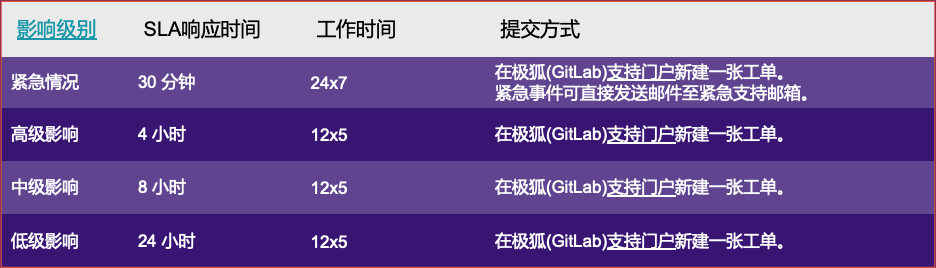 影响级别 SLA响应时间 工作时间 提交方式
紧急情况 30 分钟 24x7 在极狐(GitLab)支持门户新建一张工单。
紧急事件可直接发送邮件至紧急支持邮箱。
高级影响 4 小时 12x5 在极狐(GitLab)支持门户新建一张工单。
中级影响 8 小时 12x5 在极狐(GitLab)支持门户新建一张工单。
低级影响 24 小时 12x5 在极狐(GitLab)支持门户新建一张工单。